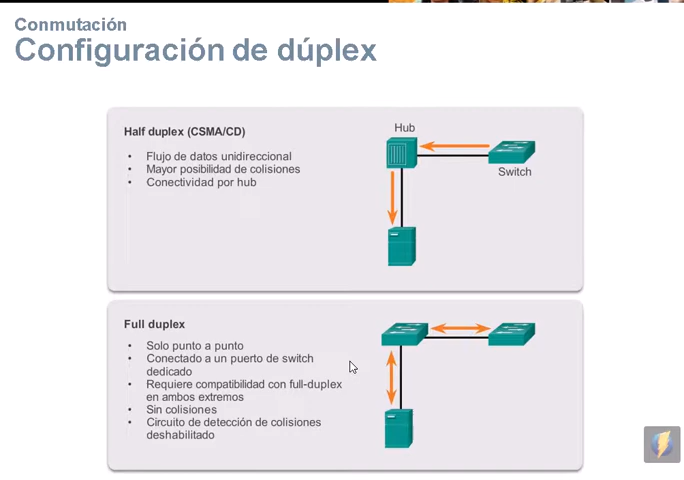 Conmutación
Configuración de dúplex
Half duplex (CSMA/CD)
• Flujo de datos unidireccional
• Mayor posibilidad de colisiones
• Conectividad por hub
Hub
Switch
Full duplex
• Solo punto a punto
• Conectado a un puerto de switch
dedicado
• Requiere compatibilidad con full-duplex
en ambos extremos
• Sin colisiones
• Circuito de detección de colisiones
deshabilitado